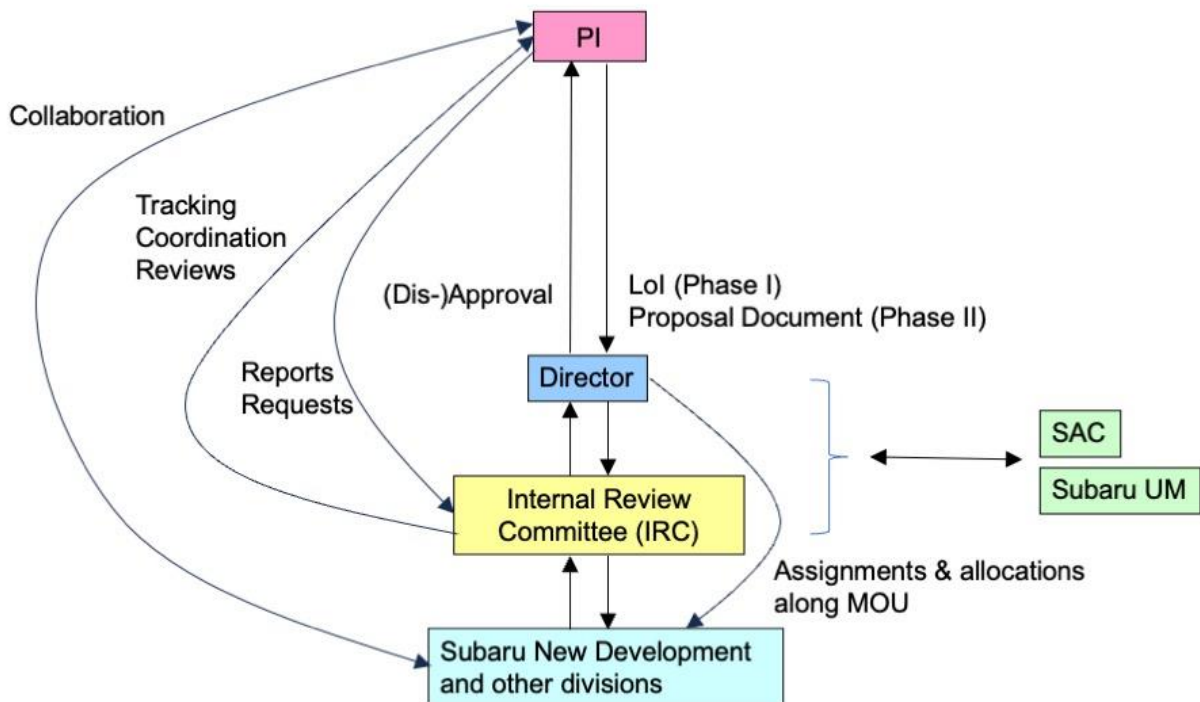 PI
Collaboration
Tracking
Coordination
Reviews
(Dis-)Approval
LoI (Phase I)
Proposal Document (Phase II)
Reports
Requests
Director
SAC
Subaru UM
Internal Review
Committee (IRC)
Assignments & allocations
along MOU
Subaru New Development
and other divisions